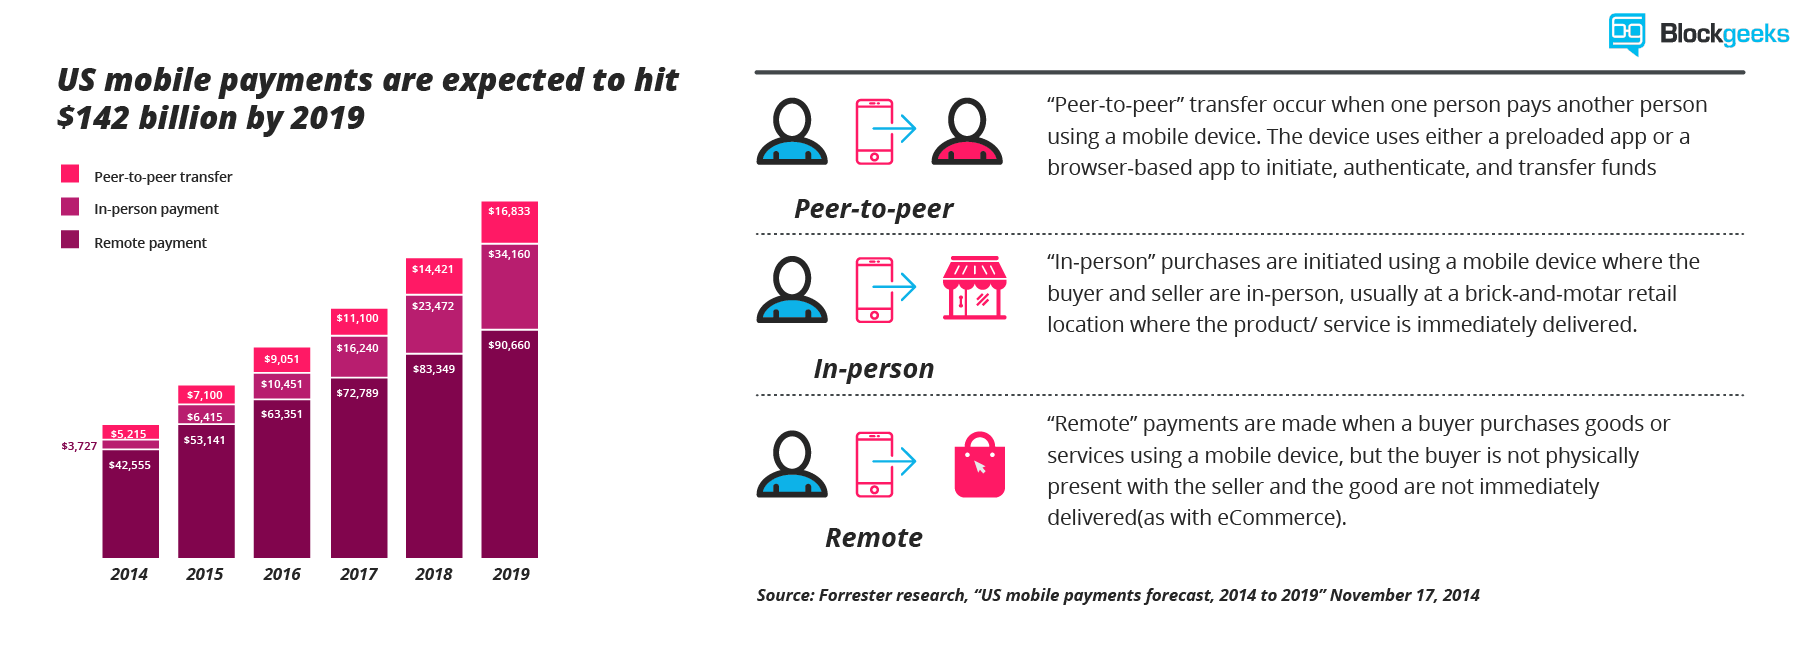 Blockgeeks
US mobile payments are expected to hit
$142 billion by 2019
Peer-to-peer transfer
In-person payment
Remote payment
$5,215
$3,727
$42,555
$7,100
$6,415
$53,141
$9,051
$10,451
$63,351
$11,100
$16,240
$72,789
$14,421
$23,472
$83,349
$16,833
$34,160
$90,660
2014 2015 2016 2017 2018 2019
“Peer-to-peer” transfer occur when one person pays another person
using a mobile device. The device uses either a preloaded app or a
browser-based app to initiate, authenticate, and transfer funds
Peer-to-peer
“In-person” purchases are initiated using a mobile device where the
buyer and seller are in-person, usually at a brick-and-motar retail
location where the product/ service is immediately delivered.
In-person
“Remote” payments are made when a buyer purchases goods or
services using a mobile device, but the buyer is not physically
present with the seller and the good are not immediately
delivered(as with eCommerce).
Remote
Source: Forrester research, “US mobile payments forecast, 2014 to 2019” November 17, 2014